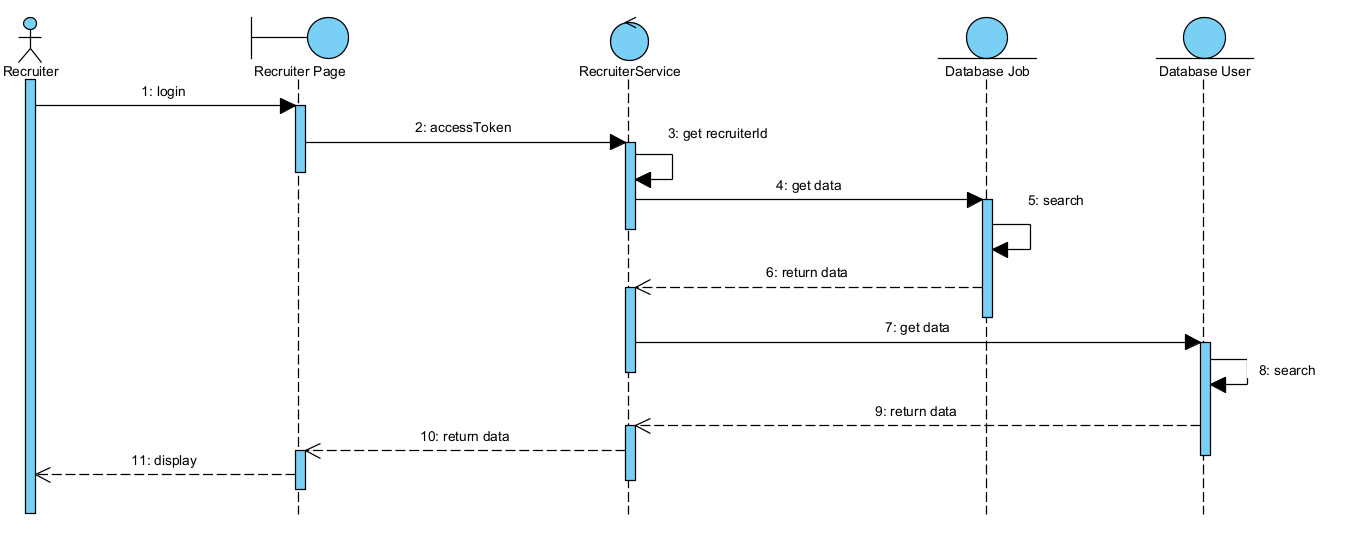 Recruiter
Recruiter Page
RecruiterService
Database Job
Database User
1: login
2: accessToken
3: get recruiterId
4: get data
5: search
6: return data
7: get data
8: search
9: return data
10: return data
11: display